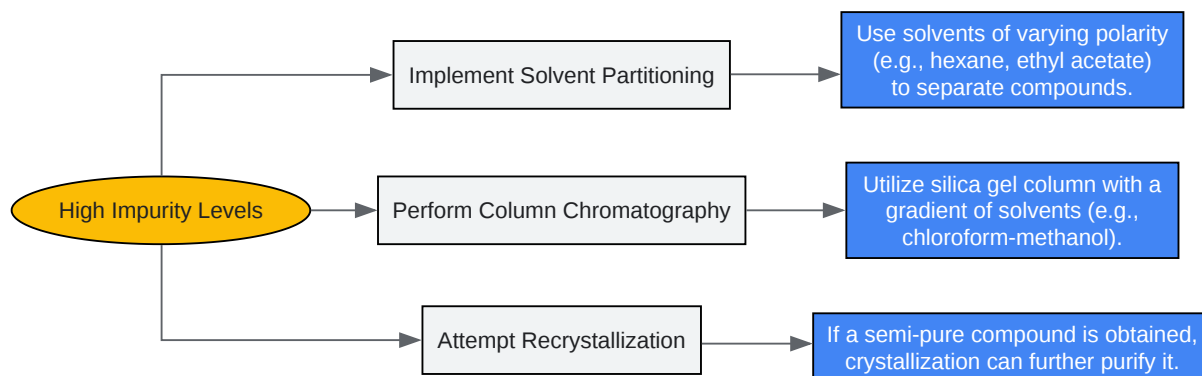 Use solvents of varying polarity
(e.g., hexane, ethyl acetate)
to separate compounds.
Implement Solvent Partitioning
High Impurity Levels
Perform Column Chromatography
Utilize silica gel column with a
gradient of solvents (e.g.,
chloroform-methanol).
Attempt Recrystallization
If a semi-pure compound is obtained,
crystallization can further purify it.